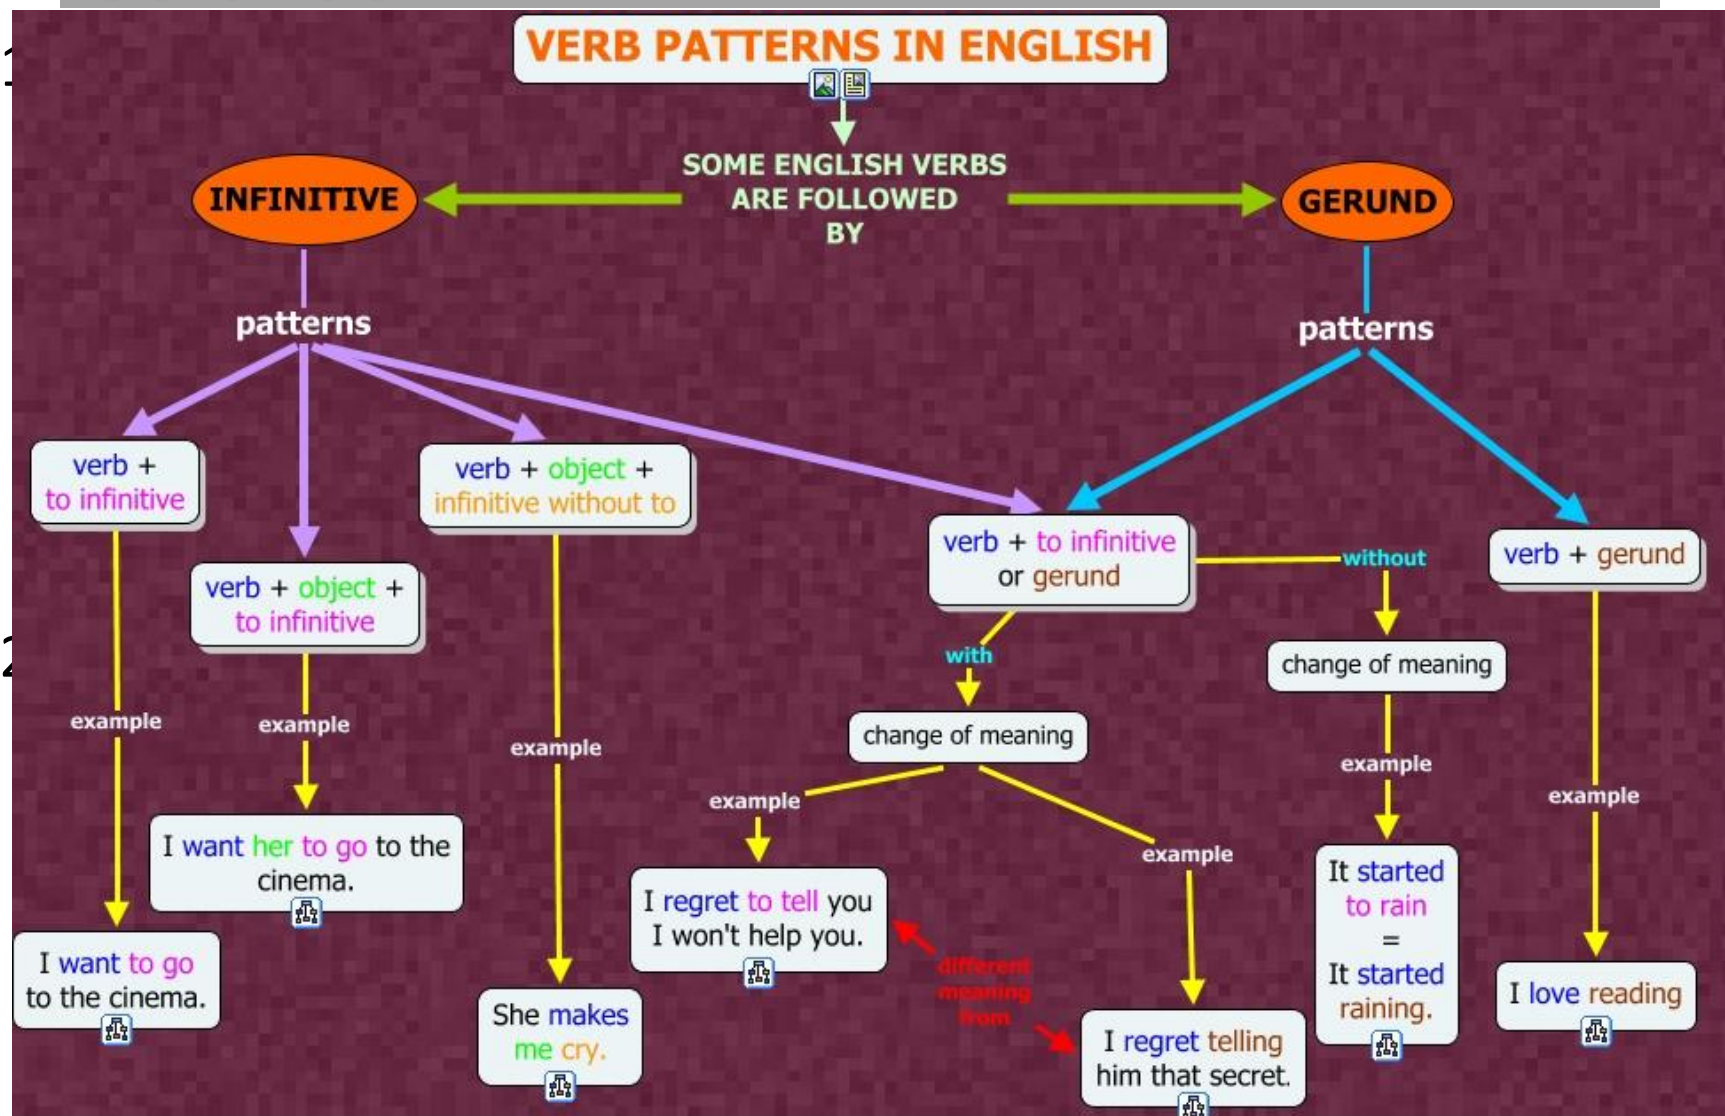 1
VERB PATTERNS IN ENGLISH
SOME ENGLISH VERBS
ARE FOLLOWED
BY
INFINITIVE
GERUND
patterns
patterns
verb +
to infinitive
verb + object +
infinitive without to
verb + to infinitive
or gerund
without
verb + gerund
verb + object +
to infinitive
2
with
change of meaning
change of meaning
example
example
example
example
example
example
example
I want her to go to the
cinema.
I regret to tell you
I won't help you.
It started
to rain
=
It started
raining.
I want to go
to the cinema.
different
meaning
from
I love reading
She makes
me cry.
I regret telling
him that secret.